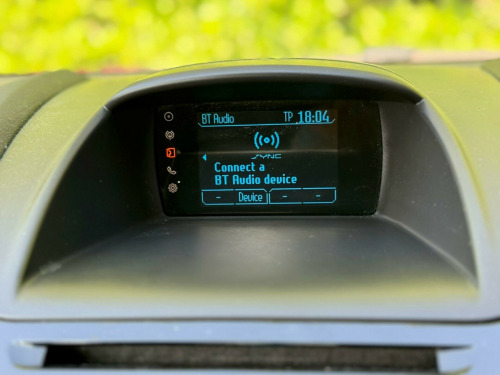 BT Audio TP 18:04
SYNC
Connect a
BT Audio device
- Device - -